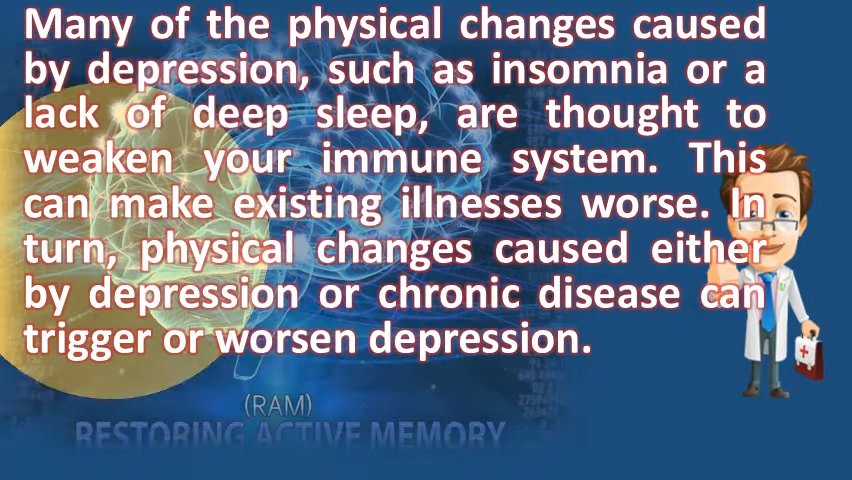 Many of the physical changes caused
by depression, such as insomnia or a
lack of deep sleep, are thought to
weaken your immune system. This
can make existing illnesses worse. In
turn, physical changes caused either
by depression or chronic disease can
trigger or worsen depression.
(RAM)
RESTORING ACTIVE MEMORY